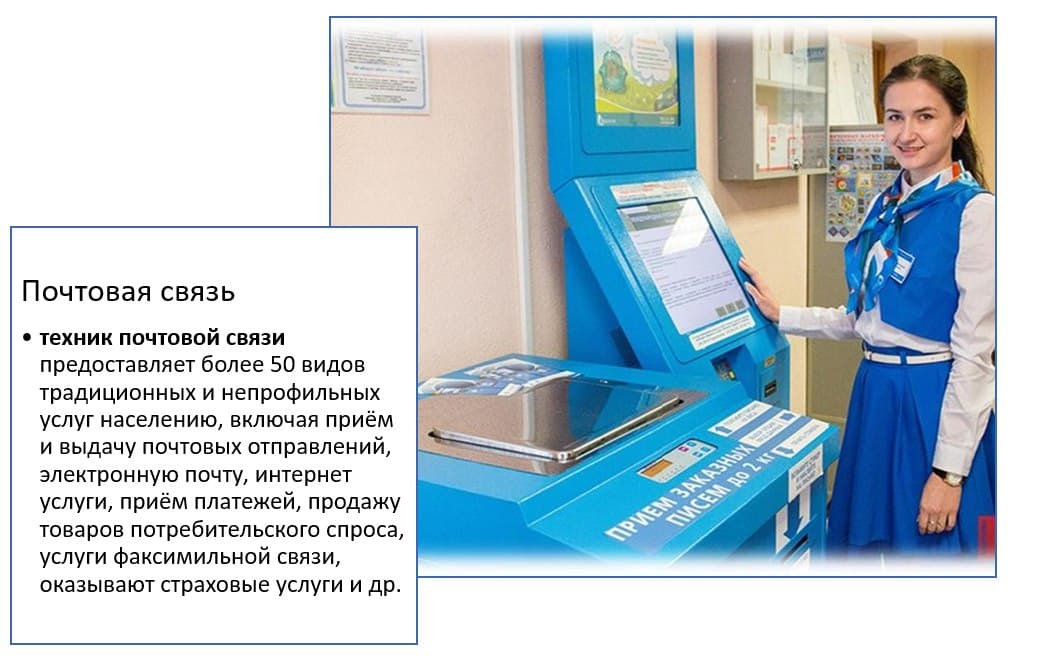 Почтовая связь
• техник почтовой связи
предоставляет более 50 видов
традиционных и непрофильных
услуг населению, включая приём
и выдачу почтовых отправлений,
электронную почту, интернет
услуги, приём платежей, продажу
товаров потребительского спроса,
услуги факсимильной связи,
оказывают страховые услуги и др.
ПРИЕМ ЗАКАЗНЫХ
ПИСЕМ ДО 2 КГ